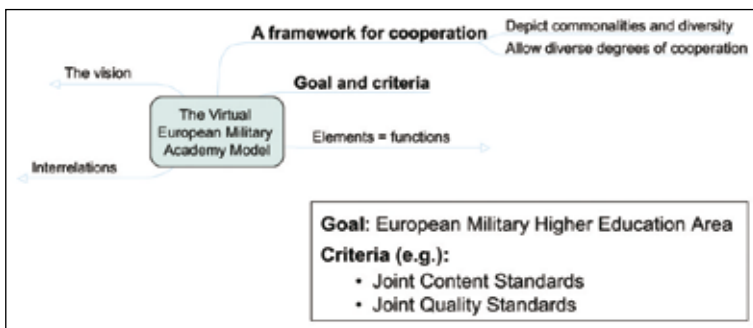 A framework for cooperation
Depict commonalities and diversity
Allow diverse degrees of cooperation
The vision
Goal and criteria
The Virtual
European Military
Academy Model
Elements = functions
Interrelations
Goal: European Military Higher Education Area
Criteria (e.g.):
• Joint Content Standards
• Joint Quality Standards